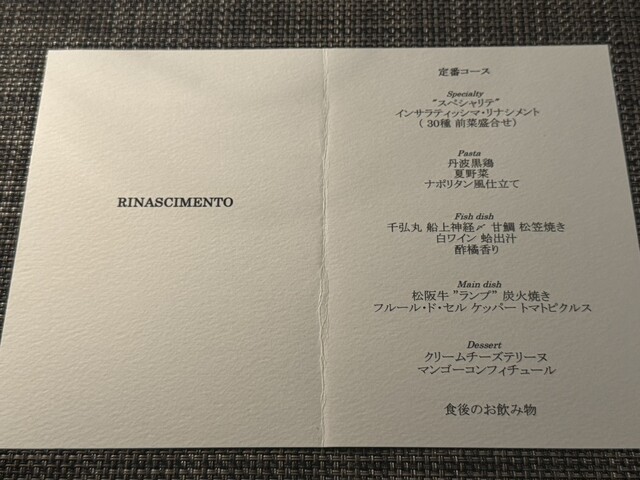 RINASCIMENTO
定番コース
Specialty
"スペシャリテ"
インサラティッシマ・リナシメント
( 30種 前菜盛合せ)
Pasta
丹波黒鶏
夏野菜
ナポリタン風仕立て
Fish dish
千弘丸 船上神経〆 甘鯛 松笠焼き
白ワイン 蛤出汁
酢橘香り
Main dish
松阪牛 "ランプ" 炭火焼き
フルール・ド・セル ケッパー トマトピクルス
Dessert
クリームチーズテリーヌ
マンゴーコンフィチュール
食後のお飲み物